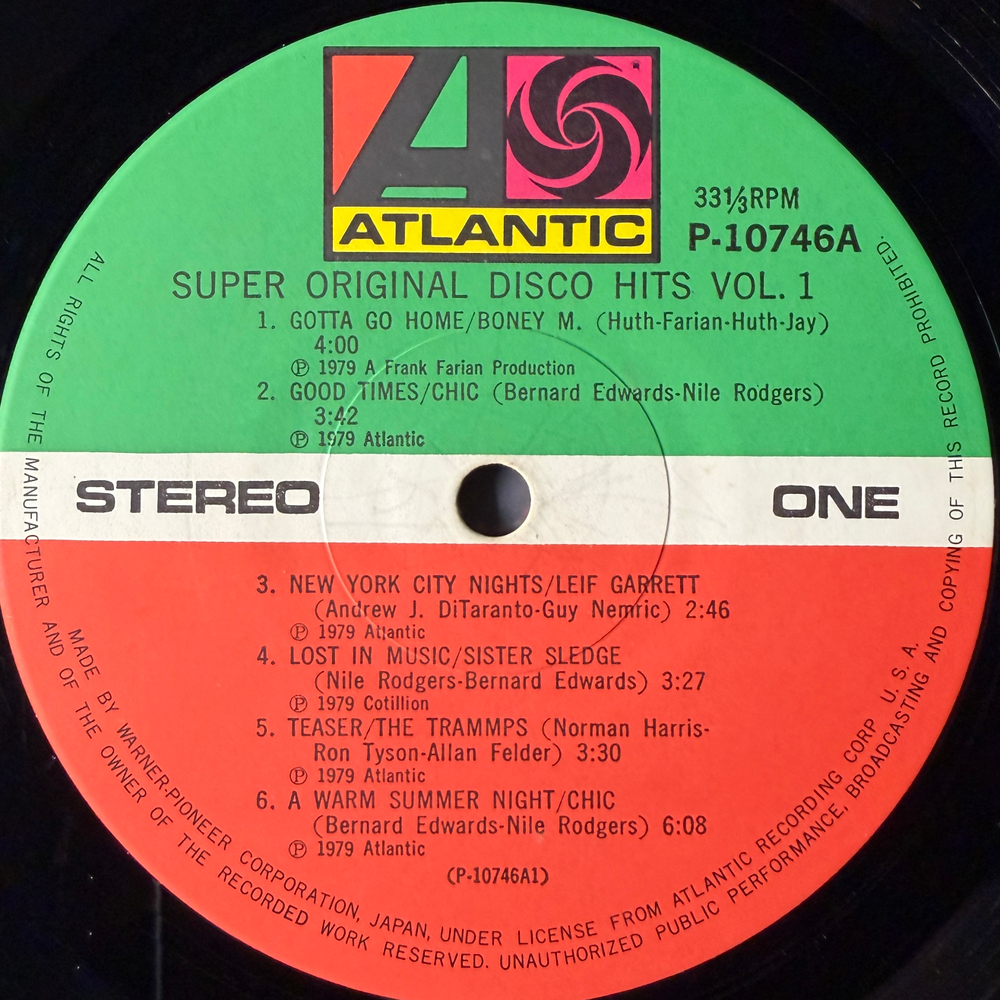 ATLANTIC
33⅓RPM
P-10746A
SUPER ORIGINAL DISCO HITS VOL. 1
1. GOTTA GO HOME/BONEY M. (Huth-Farian-Huth-Jay)
4:00
Ⓟ 1979 A Frank Farian Production
2. GOOD TIMES/CHIC (Bernard Edwards-Nile Rodgers)
3:42
Ⓟ 1979 Atlantic
STEREO
ONE
3. NEW YORK CITY NIGHTS/LEIF GARRETT
(Andrew J. DiTaranto-Guy Nemric) 2:46
Ⓟ 1979 Atlantic
4. LOST IN MUSIC/SISTER SLEDGE
(Nile Rodgers-Bernard Edwards) 3:27
Ⓟ 1979 Cotillion
5. TEASER/THE TRAMMPS (Norman Harris-
Ron Tyson-Allan Felder) 3:30
Ⓟ 1979 Atlantic
6. A WARM SUMMER NIGHT/CHIC
(Bernard Edwards-Nile Rodgers) 6:08
Ⓟ 1979 Atlantic
(P-10746A1)
MADE BY WARNER-PIONEER CORPORATION, JAPAN, UNDER LICENSE FROM ATLANTIC RECORDING CORP U. S. A.
ALL RIGHTS OF THE MANUFACTURER AND OF THE OWNER OF THE RECORDED WORK RESERVED. UNAUTHORIZED PUBLIC PERFORMANCE, BROADCASTING AND COPYING OF THIS RECORD PROHIBITED.